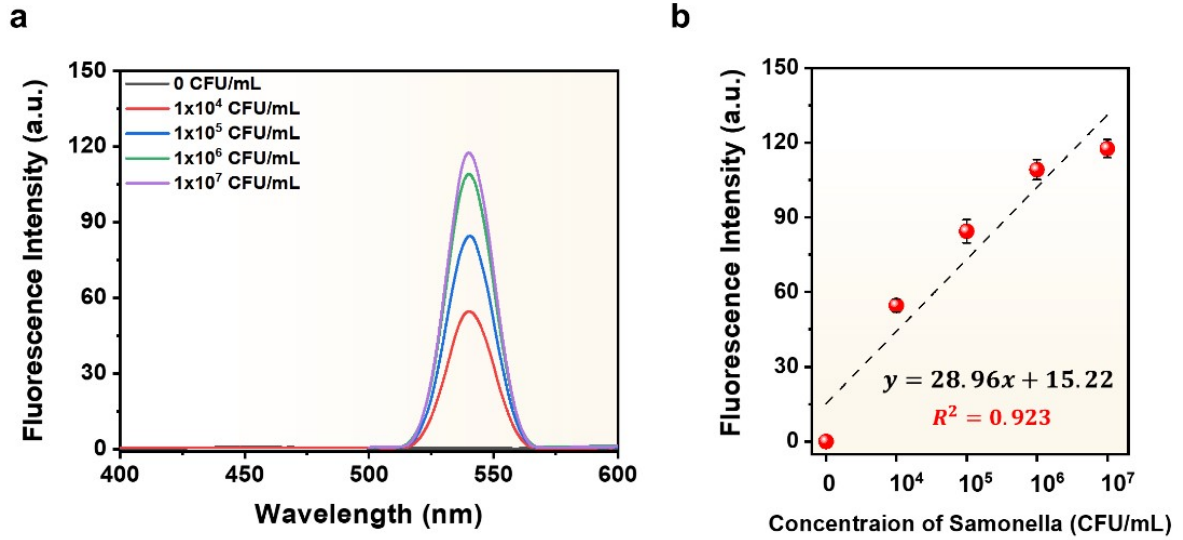 a
150
120
90
60
30
0
Fluorescence Intensity (a.u.)
0 CFU/mL
1x10⁴ CFU/mL
1x10⁵ CFU/mL
1x10⁶ CFU/mL
1x10⁷ CFU/mL
400 450 500 550 600
Wavelength (nm)
b
150
120
90
60
30
0
Fluorescence Intensity (a.u.)
y = 28.96x + 15.22
R² = 0.923
0 10⁴ 10⁵ 10⁶ 10⁷
Concentraion of Samonella (CFU/mL)